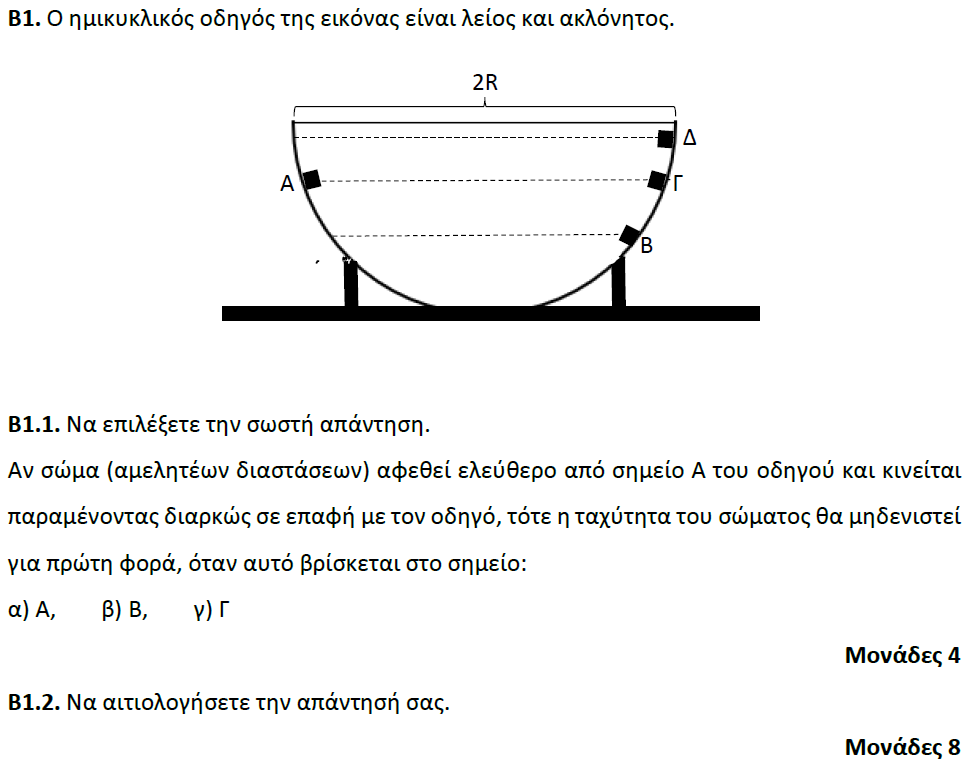 Β1. Ο ημικυκλικός οδηγός της εικόνας είναι λείος και ακλόνητος.
2R
Δ
Α
Γ
Β
Β1.1. Να επιλέξετε την σωστή απάντηση.
Αν σώμα (αμελητέων διαστάσεων) αφεθεί ελεύθερο από σημείο Α του οδηγού και κινείται
παραμένοντας διαρκώς σε επαφή με τον οδηγό, τότε η ταχύτητα του σώματος θα μηδενιστεί
για πρώτη φορά, όταν αυτό βρίσκεται στο σημείο:
α) Α, β) Β, γ) Γ
Μονάδες 4
Β1.2. Να αιτιολογήσετε την απάντησή σας.
Μονάδες 8